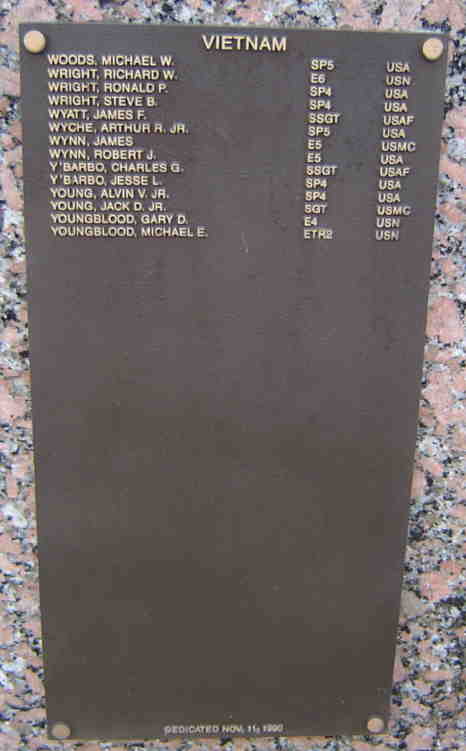 VIETNAM
WOODS, MICHAEL W. SP5 USA
WRIGHT, RICHARD W. E6 USN
WRIGHT, RONALD P. SP4 USA
WRIGHT, STEVE B. SP4 USA
WYATT, JAMES F. SSGT USAF
WYCHE, ARTHUR R. JR. SP5 USA
WYNN, JAMES E5 USMC
WYNN, ROBERT J. E5 USA
Y'BARBO, CHARLES G. SSGT USAF
Y'BARBO, JESSE L. SP4 USA
YOUNG, ALVIN V. JR. SP4 USA
YOUNG, JACK D. JR. SGT USMC
YOUNGBLOOD, GARY D. E4 USN
YOUNGBLOOD, MICHAEL E. ETR2 USN
DEDICATED NOV. 11, 1990